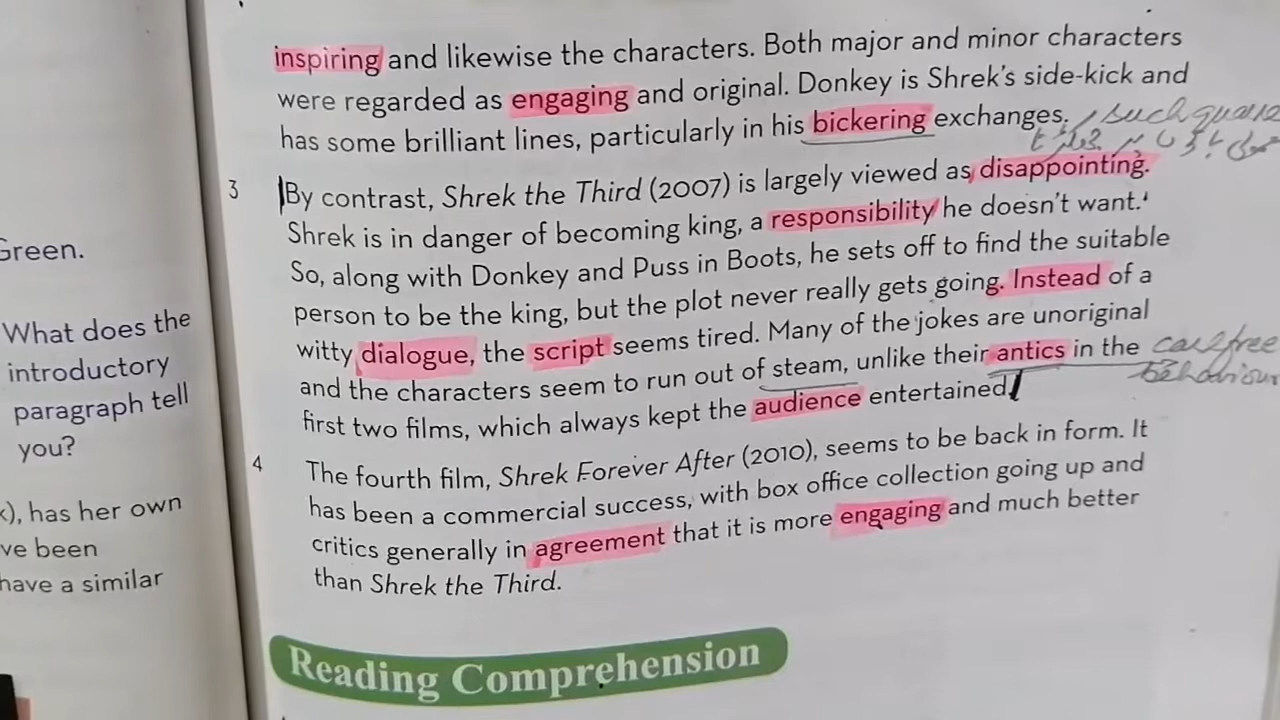 inspiring and likewise the characters. Both major and minor characters
were regarded as engaging and original. Donkey is Shrek's side-kick and
has some brilliant lines, particularly in his bickering exchanges.
such
3 By contrast, Shrek the Third (2007) is largely viewed as disappointing.
Shrek is in danger of becoming king, a responsibility he doesn't want.
So, along with Donkey and Puss in Boots, he sets off to find the suitable
person to be the king, but the plot never really gets going. Instead of a
witty dialogue, the script seems tired. Many of the jokes are unoriginal
and the characters seem to run out of steam, unlike their antics in the
carefree
behaviour
first two films, which always kept the audience entertained
4 The fourth film, Shrek Forever After (2010), seems to be back in form. It
has been a commercial success, with box office collection going up and
critics generally in agreement that it is more engaging and much better
than Shrek the Third.
Reading Comprehension
Green.
What does the
introductory
paragraph tell
you?
), has her own
ve been
have a similar